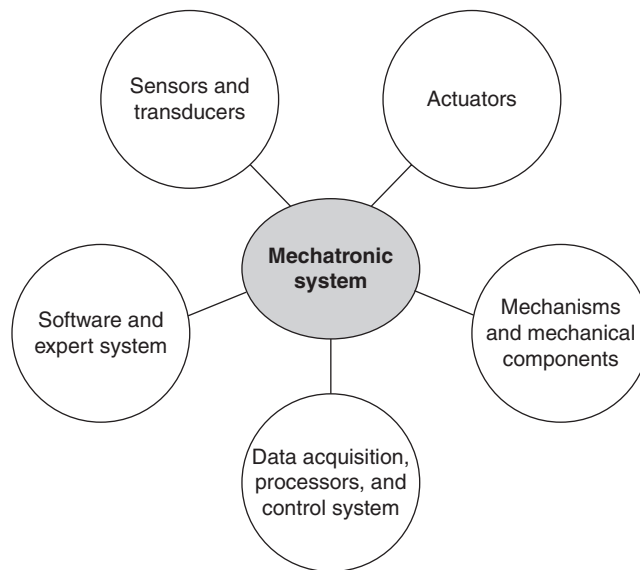 Sensors and
transducers
Actuators
Mechatronic
system
Software and
expert system
Mechanisms
and mechanical
components
Data acquisition,
processors, and
control system